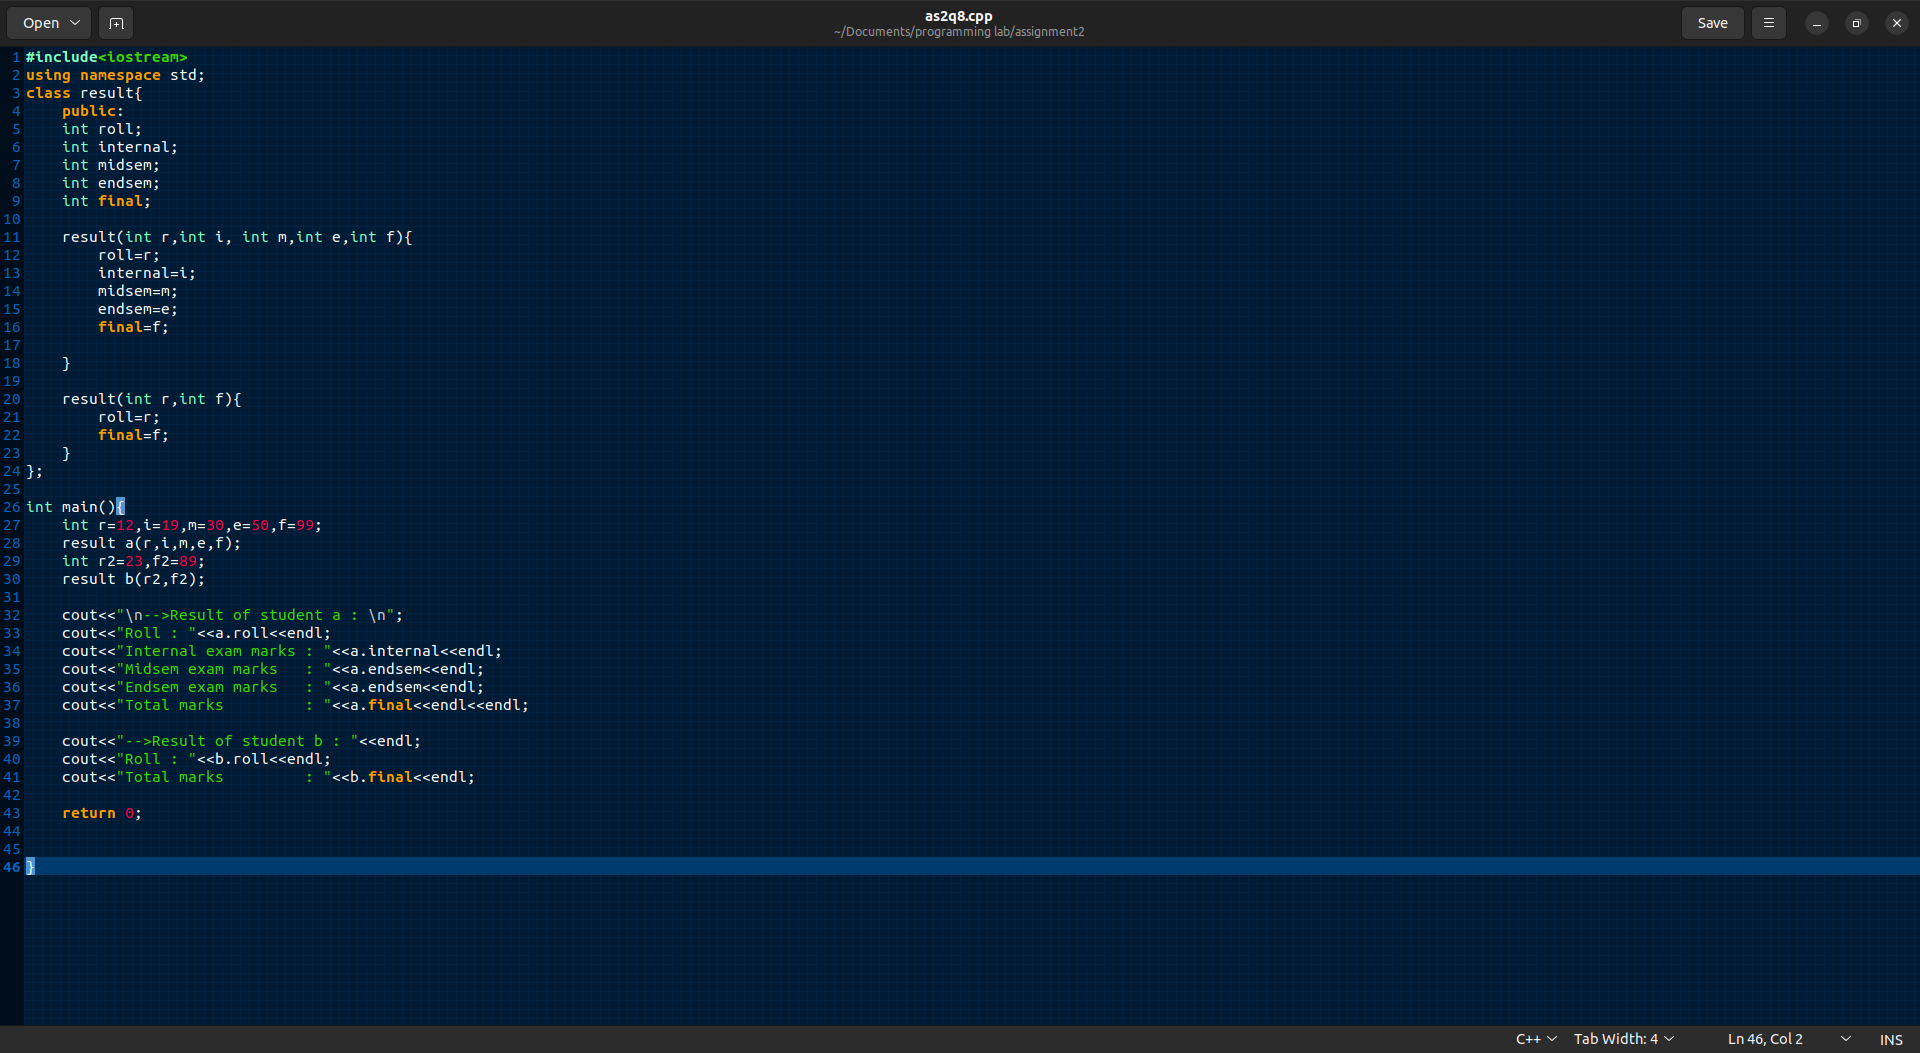 Open
as2q8.cpp
~/Documents/programming lab/assignment2
Save
1 #include<iostream>
2 using namespace std;
3 class result{
4     public:
5     int roll;
6     int internal;
7     int midsem;
8     int endsem;
9     int final;
10
11     result(int r,int i, int m,int e,int f){
12         roll=r;
13         internal=i;
14         midsem=m;
15         endsem=e;
16         final=f;
17
18     }
19
20     result(int r,int f){
21         roll=r;
22         final=f;
23     }
24 };
25
26 int main(){
27     int r=12,i=19,m=30,e=50,f=99;
28     result a(r,i,m,e,f);
29     int r2=23,f2=89;
30     result b(r2,f2);
31
32     cout<<"\n-->Result of student a : \n";
33     cout<<"Roll : "<<a.roll<<endl;
34     cout<<"Internal exam marks : "<<a.internal<<endl;
35     cout<<"Midsem exam marks   : "<<a.endsem<<endl;
36     cout<<"Endsem exam marks   : "<<a.endsem<<endl;
37     cout<<"Total marks         : "<<a.final<<endl<<endl;
38
39     cout<<"-->Result of student b : "<<endl;
40     cout<<"Roll : "<<b.roll<<endl;
41     cout<<"Total marks         : "<<b.final<<endl;
42
43     return 0;
44
45
46 }
C++ Tab Width: 4 Ln 46, Col 2 INS